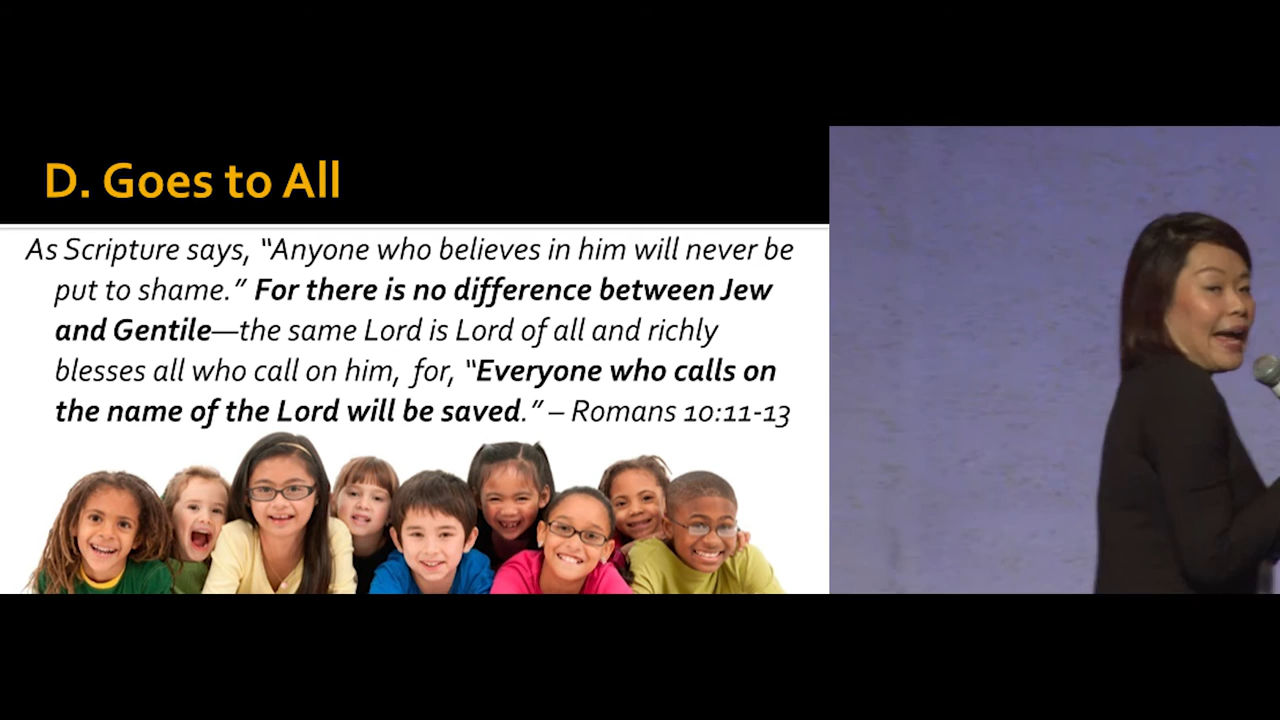 D. Goes to All
As Scripture says, “Anyone who believes in him will never be
put to shame.” For there is no difference between Jew
and Gentile—the same Lord is Lord of all and richly
blesses all who call on him, for, “Everyone who calls on
the name of the Lord will be saved.” – Romans 10:11-13